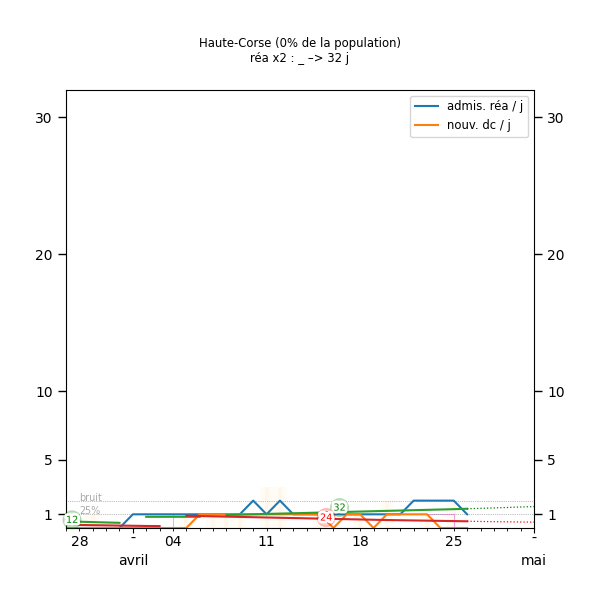 Haute-Corse (0% de la population)
réa x2 : _ –> 32 j
admis. réa / j
nouv. dc / j
30 30
20 20
10 10
5 5
bruit
25%
1 1
12 24 32
28 - 04 11 18 25 -
avril mai